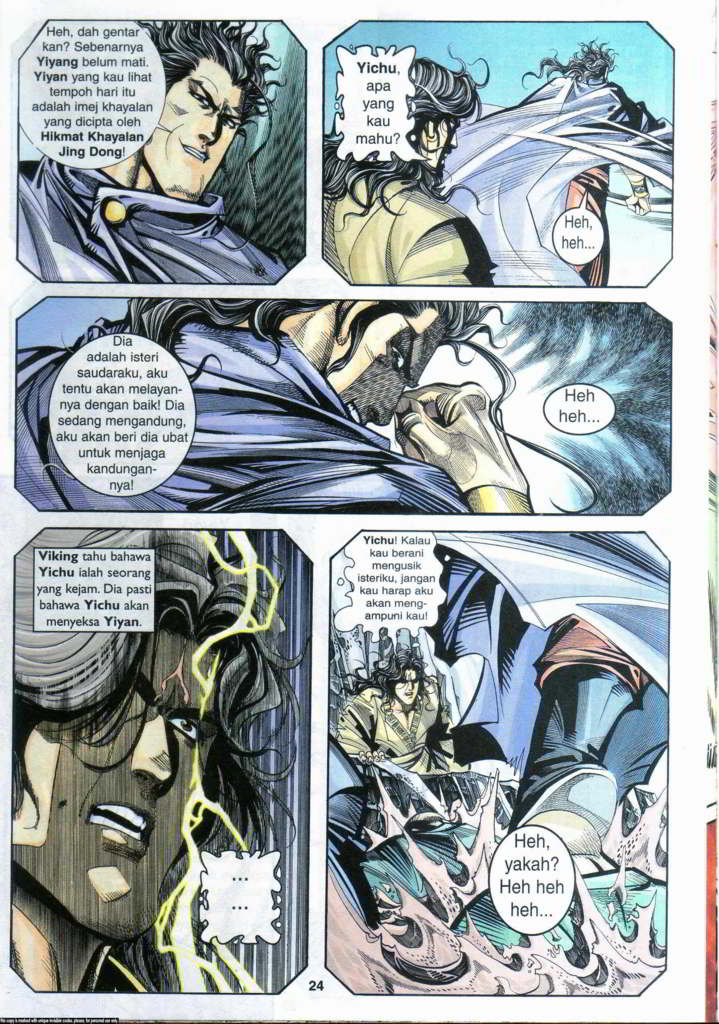 Heh, dah gentar
kan? Sebenarnya
Yiyang belum mati.
Yiyan yang kau lihat
tempoh hari itu
adalah imej khayalan
yang dicipta oleh
Hikmat Khayalan
Jing Dong!
Yichu,
apa
yang
kau
mahu?
Heh,
heh...
Dia
adalah isteri
saudaraku, aku
tentu akan melayan-
nya dengan baik! Dia
sedang mengandung,
aku akan beri dia ubat
untuk menjaga
kandungan-
nya!
Heh
heh...
Viking tahu bahawa
Yichu ialah seorang
yang kejam. Dia pasti
bahawa Yichu akan
menyeksa Yiyan.
...
...
Yichu! Kalau
kau berani
mengusik
isteriku, jangan
kau harap aku
akan meng-
ampuni kau!
Heh,
yakah?
Heh heh
heh...
24